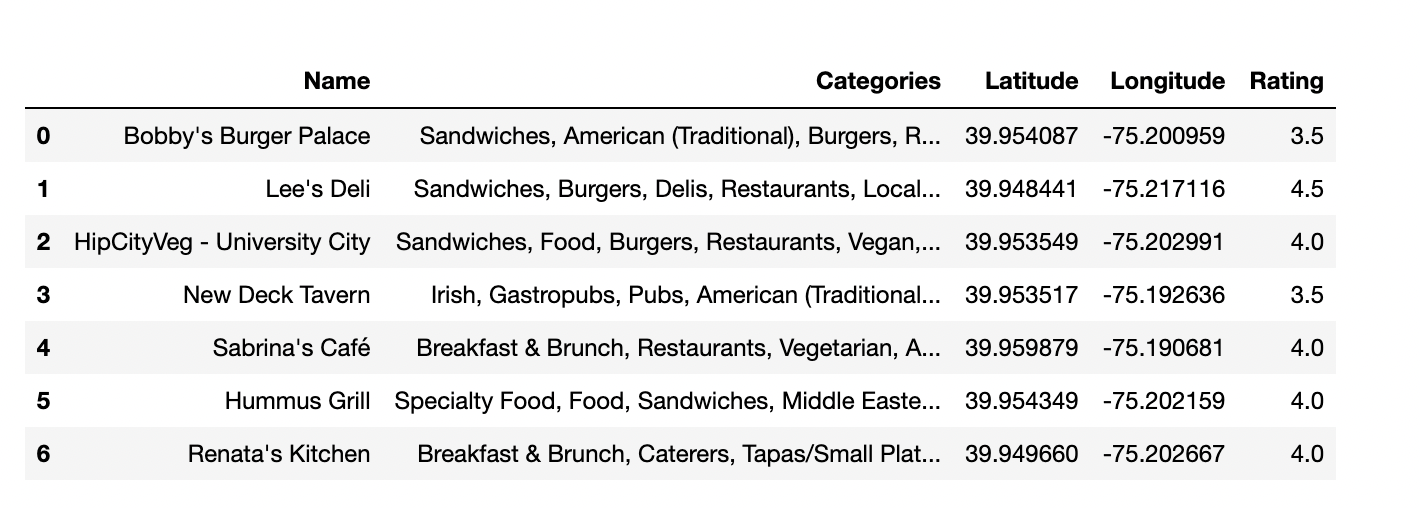 Name Categories Latitude Longitude Rating
0 Bobby's Burger Palace Sandwiches, American (Traditional), Burgers, R... 39.954087 -75.200959 3.5
1 Lee's Deli Sandwiches, Burgers, Delis, Restaurants, Local... 39.948441 -75.217116 4.5
2 HipCityVeg - University City Sandwiches, Food, Burgers, Restaurants, Vegan,... 39.953549 -75.202991 4.0
3 New Deck Tavern Irish, Gastropubs, Pubs, American (Traditional... 39.953517 -75.192636 3.5
4 Sabrina's Café Breakfast & Brunch, Restaurants, Vegetarian, A... 39.959879 -75.190681 4.0
5 Hummus Grill Specialty Food, Food, Sandwiches, Middle Easte... 39.954349 -75.202159 4.0
6 Renata's Kitchen Breakfast & Brunch, Caterers, Tapas/Small Plat... 39.949660 -75.202667 4.0